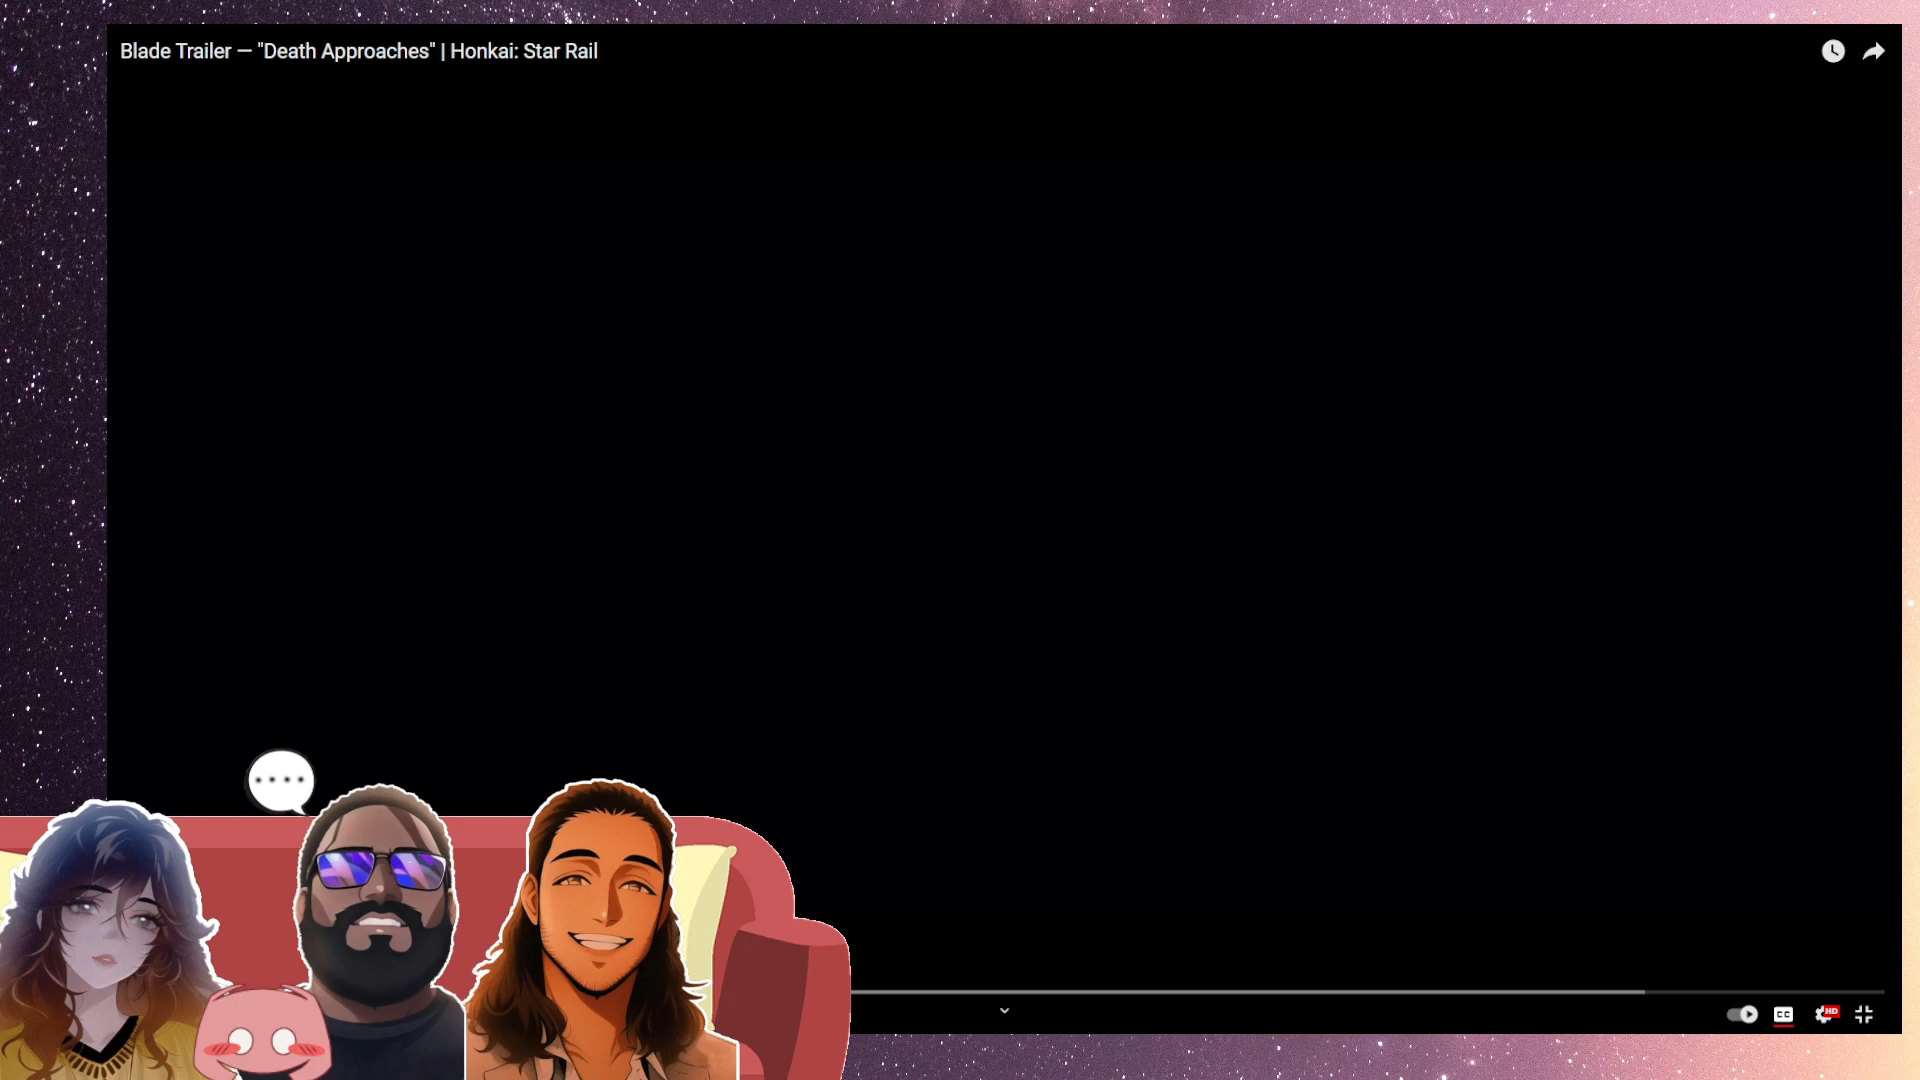 Blade Trailer — "Death Approaches" | Honkai: Star Rail
CC
HD